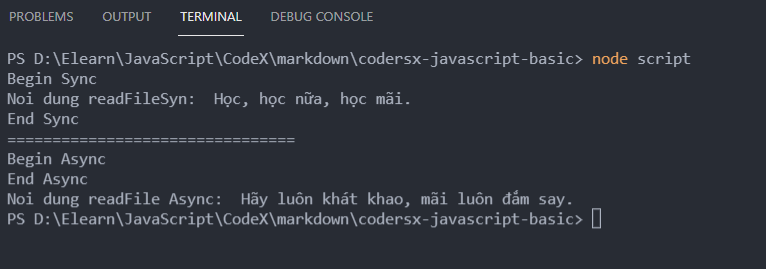 PROBLEMS OUTPUT TERMINAL DEBUG CONSOLE
PS D:\Elearn\JavaScript\CodeX\markdown\codersx-javascript-basic> node script
Begin Sync
Noi dung readFileSyn:  Học, học nữa, học mãi.
End Sync
================================
Begin Async
End Async
Noi dung readFile Async:  Hãy luôn khát khao, mãi luôn đắm say.
PS D:\Elearn\JavaScript\CodeX\markdown\codersx-javascript-basic>